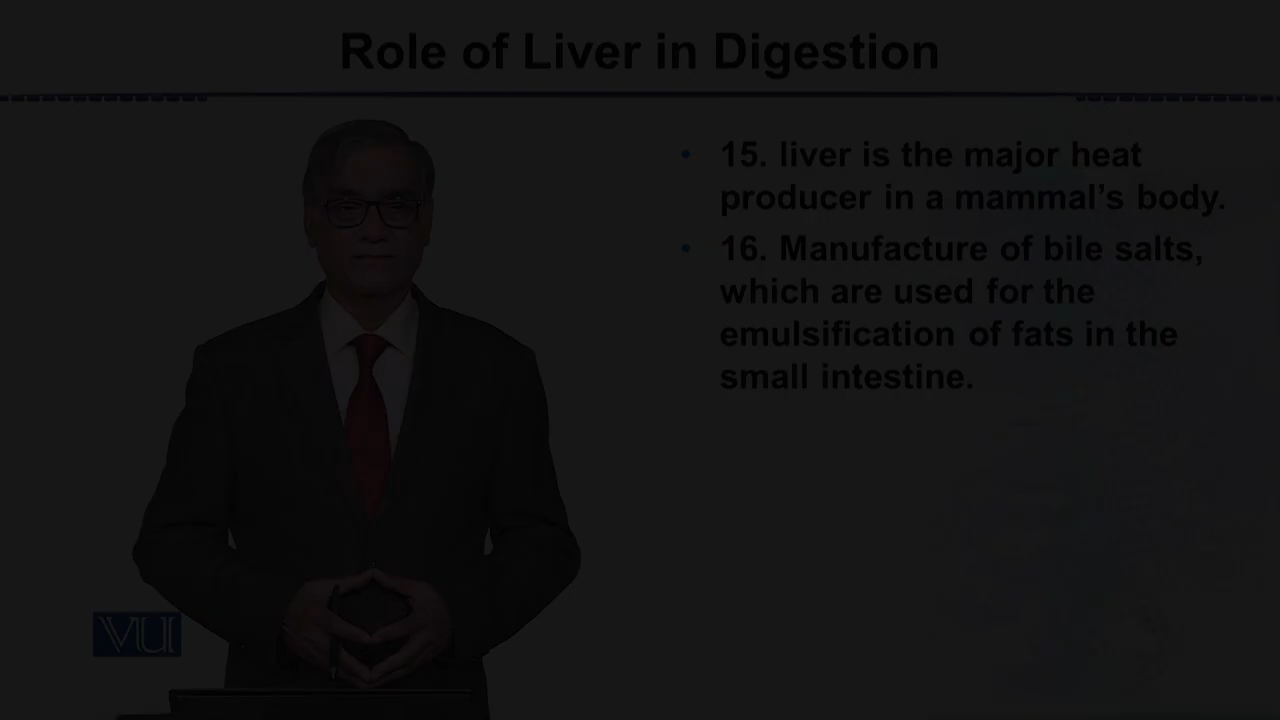 Role of Liver in Digestion
• 15. liver is the major heat
producer in a mammal’s body.
• 16. Manufacture of bile salts,
which are used for the
emulsification of fats in the
small intestine.
VU